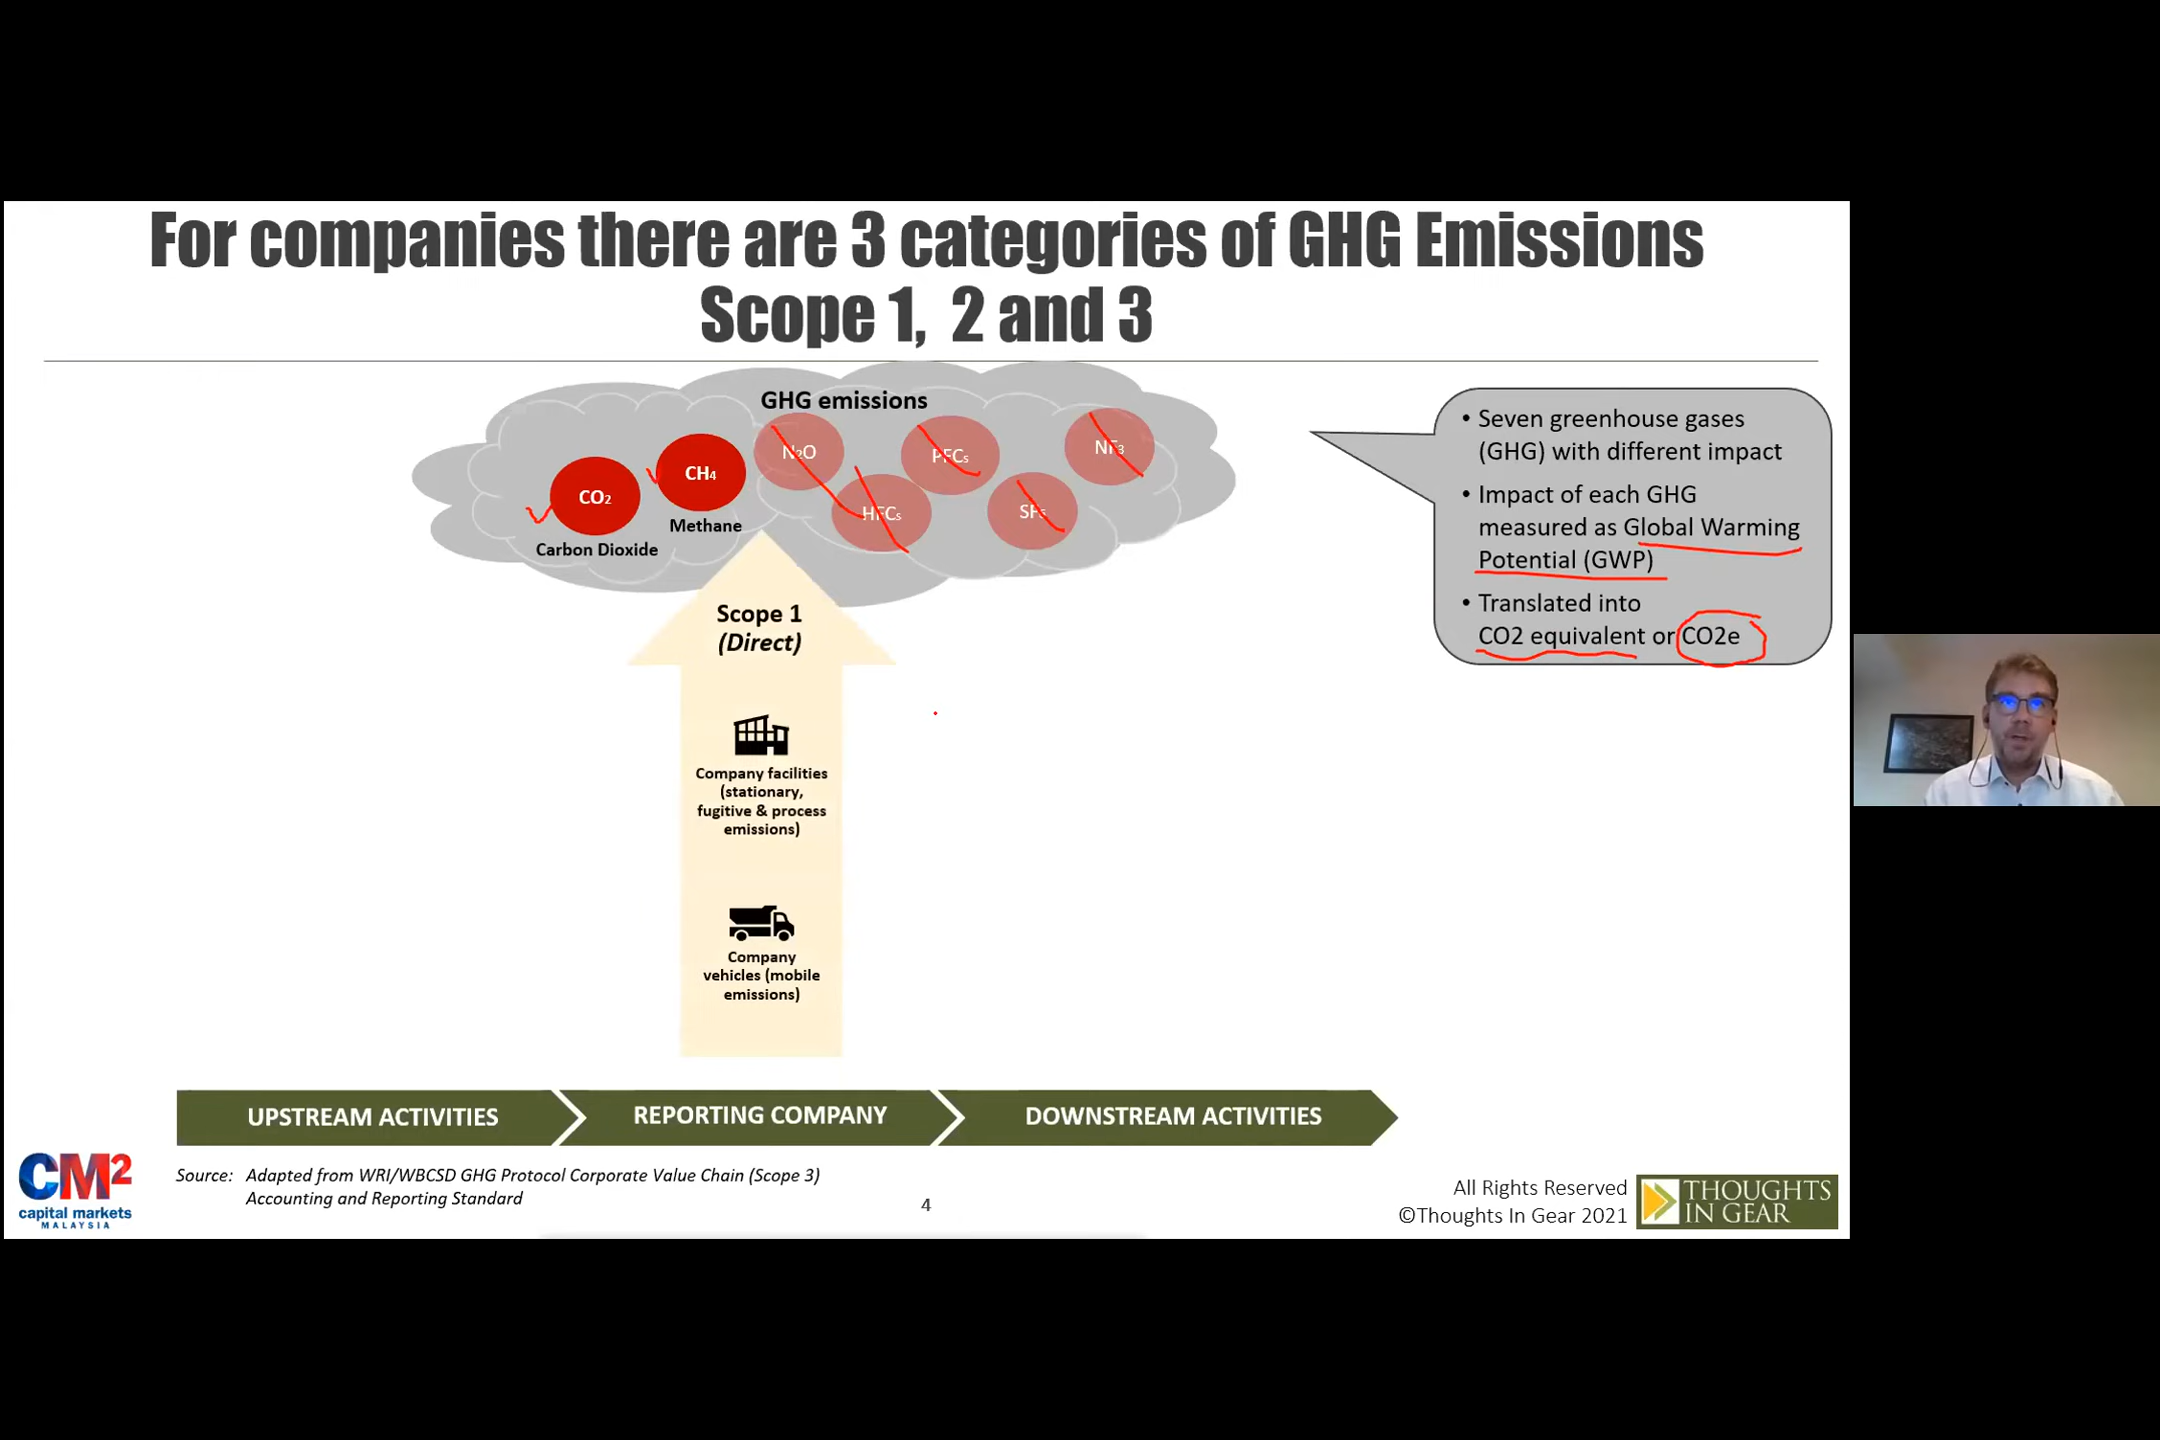 For companies there are 3 categories of GHG Emissions
Scope 1, 2 and 3
GHG emissions
CO₂
Carbon Dioxide
CH₄
Methane
N₂O
HFCs
PFCs
SF₆
NF₃
• Seven greenhouse gases
(GHG) with different impact
• Impact of each GHG
measured as Global Warming
Potential (GWP)
• Translated into
CO2 equivalent or CO2e
Scope 1
(Direct)
Company facilities
(stationary,
fugitive & process
emissions)
Company
vehicles (mobile
emissions)
UPSTREAM ACTIVITIES
REPORTING COMPANY
DOWNSTREAM ACTIVITIES
CM²
capital markets
MALAYSIA
Source: Adapted from WRI/WBCSD GHG Protocol Corporate Value Chain (Scope 3)
Accounting and Reporting Standard
4
All Rights Reserved
©Thoughts In Gear 2021
THOUGHTS
IN GEAR